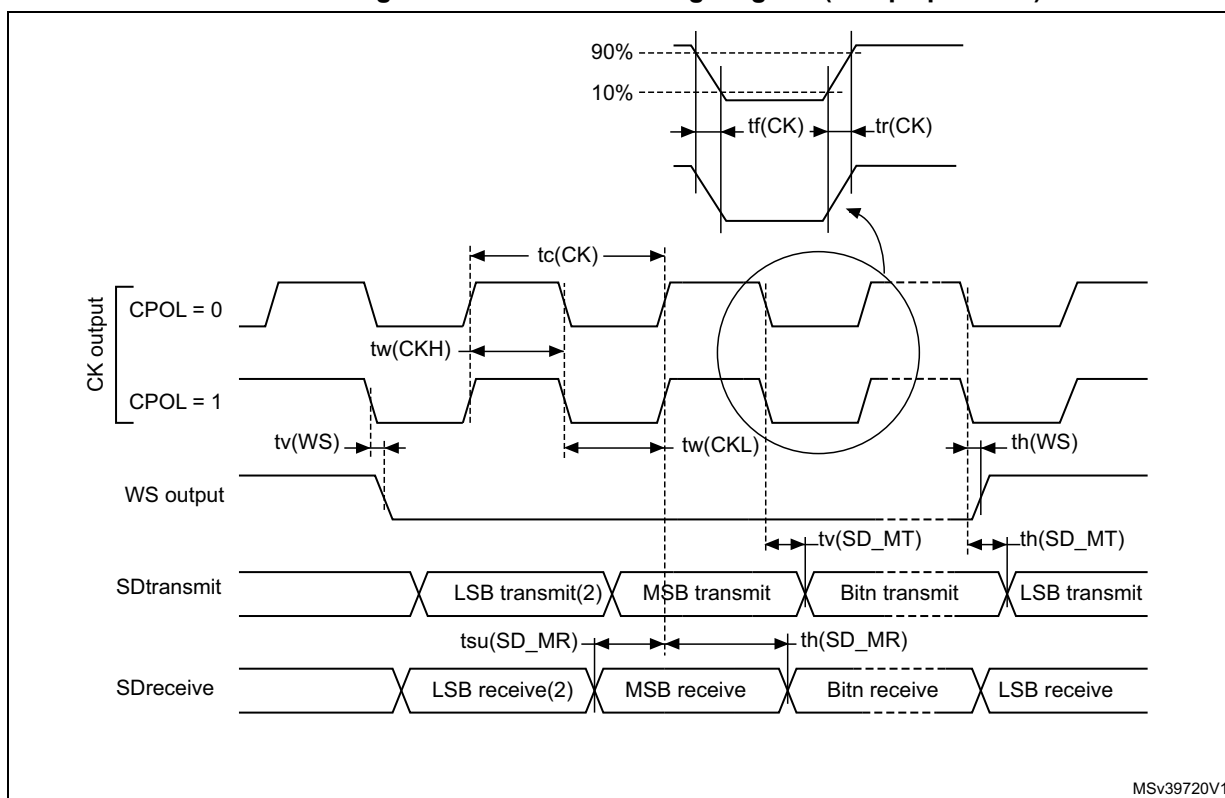 90%
10%
tf(CK)
tr(CK)
tc(CK)
CK output
CPOL = 0
tw(CKH)
CPOL = 1
tv(WS)
tw(CKL)
th(WS)
WS output
tv(SD_MT)
th(SD_MT)
SDtransmit
LSB transmit(2)
MSB transmit
Bitn transmit
LSB transmit
tsu(SD_MR)
th(SD_MR)
SDreceive
LSB receive(2)
MSB receive
Bitn receive
LSB receive
MSv39720V1